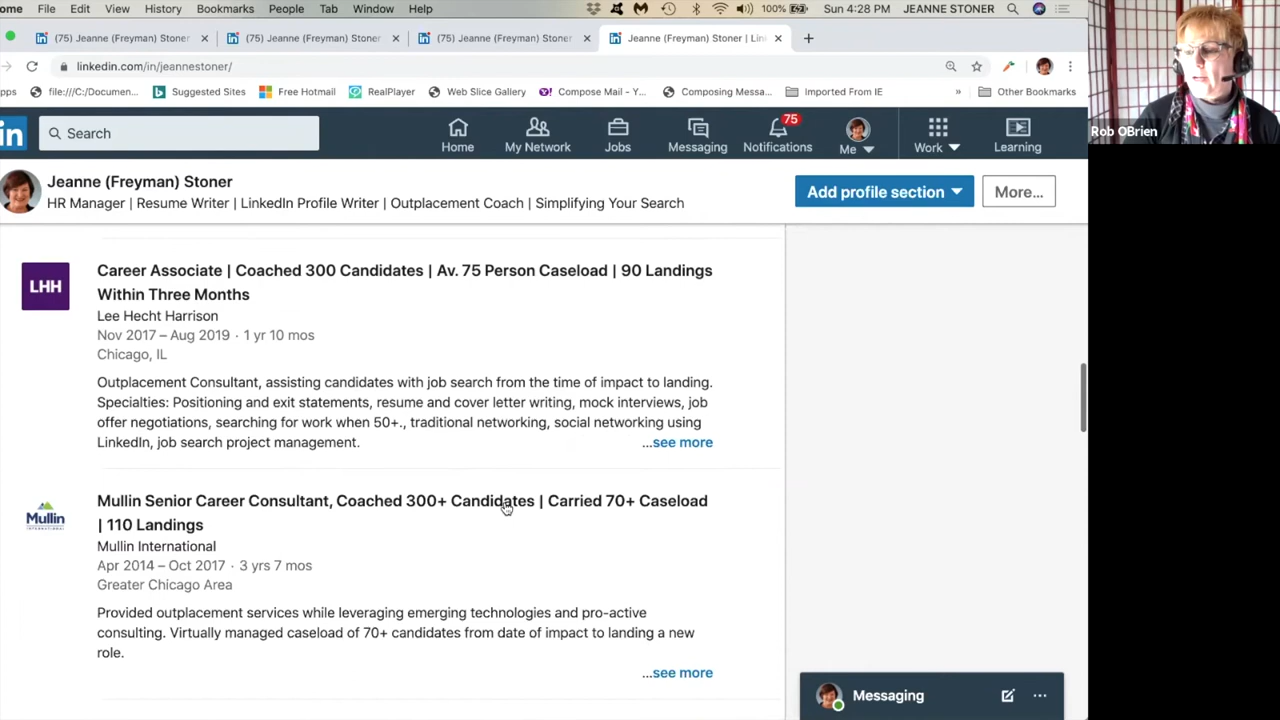 ome File Edit View History Bookmarks People Tab Window Help 100% Sun 4:28 PM JEANNE STONER
(75) Jeanne (Freyman) Stoner × (75) Jeanne (Freyman) Stoner × (75) Jeanne (Freyman) Stoner × Jeanne (Freyman) Stoner | Lin × +
linkedin.com/in/jeannestoner/
pps file:///C:/Documen... Suggested Sites Free Hotmail RealPlayer Web Slice Gallery Compose Mail - Y... Composing Messa... Imported From IE » Other Bookmarks
in Search Home My Network Jobs Messaging 75 Notifications Me Work Learning
Rob OBrien
Jeanne (Freyman) Stoner
HR Manager | Resume Writer | LinkedIn Profile Writer | Outplacement Coach | Simplifying Your Search
Add profile section More...
LHH
Career Associate | Coached 300 Candidates | Av. 75 Person Caseload | 90 Landings
Within Three Months
Lee Hecht Harrison
Nov 2017 – Aug 2019 · 1 yr 10 mos
Chicago, IL
Outplacement Consultant, assisting candidates with job search from the time of impact to landing.
Specialties: Positioning and exit statements, resume and cover letter writing, mock interviews, job
offer negotiations, searching for work when 50+., traditional networking, social networking using
LinkedIn, job search project management. ...see more
Mullin
Mullin Senior Career Consultant, Coached 300+ Candidates | Carried 70+ Caseload
| 110 Landings
Mullin International
Apr 2014 – Oct 2017 · 3 yrs 7 mos
Greater Chicago Area
Provided outplacement services while leveraging emerging technologies and pro-active
consulting. Virtually managed caseload of 70+ candidates from date of impact to landing a new
role.
...see more
Messaging